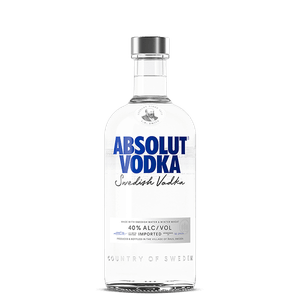 ABSOLUT
VODKA
Swedish Vodka
40% ALC/VOL
IMPORTED
COUNTRY OF SWEDEN